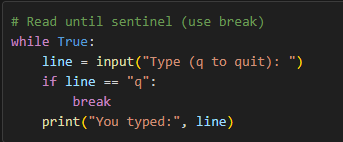 # Read until sentinel (use break)
while True:
    line = input("Type (q to quit): ")
    if line == "q":
        break
    print("You typed:", line)